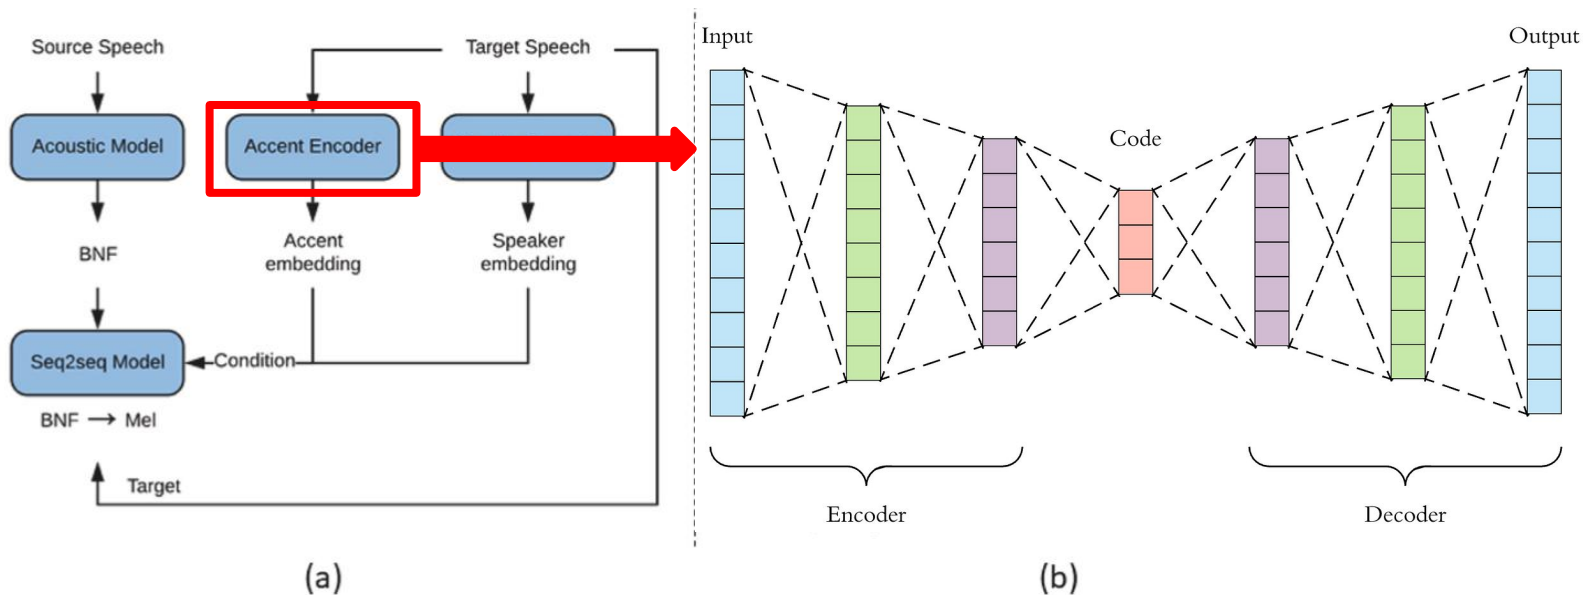 Source Speech
Target Speech
Acoustic Model
Accent Encoder
BNF
Accent
embedding
Speaker
embedding
Seq2seq Model
Condition
BNF → Mel
Target
(a)
Input
Output
Code
Encoder
Decoder
(b)